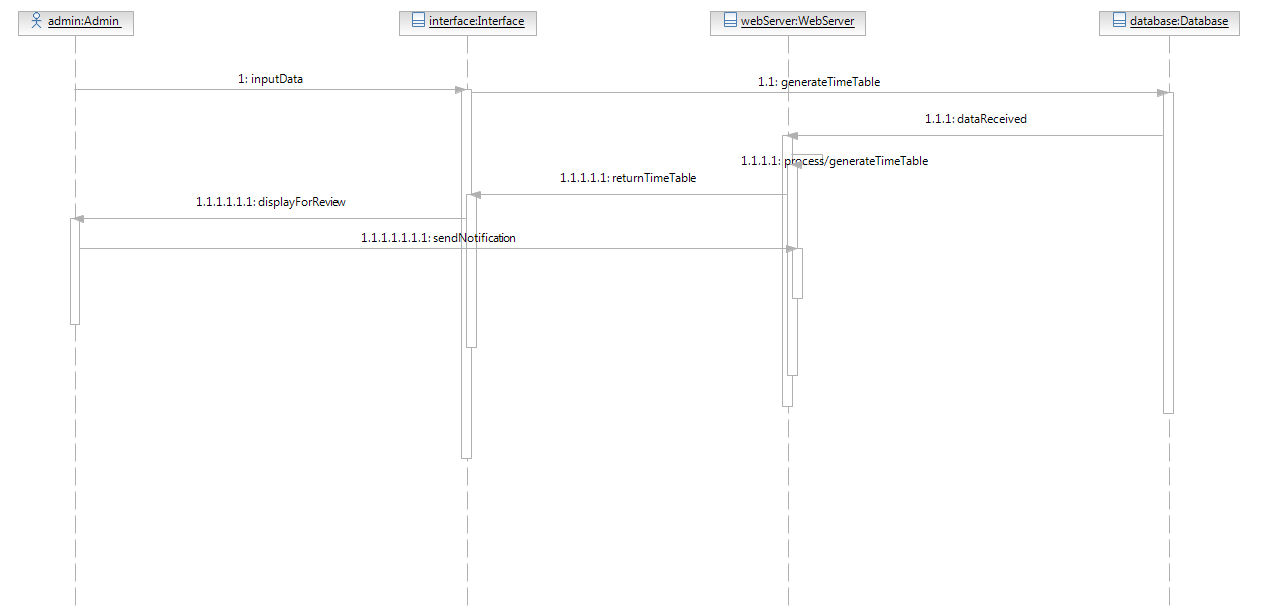 admin:Admin
interface:Interface
webServer:WebServer
database:Database
1: inputData
1.1: generateTimeTable
1.1.1: dataReceived
1.1.1.1: process/generateTimeTable
1.1.1.1.1: returnTimeTable
1.1.1.1.1.1: displayForReview
1.1.1.1.1.1.1: sendNotification